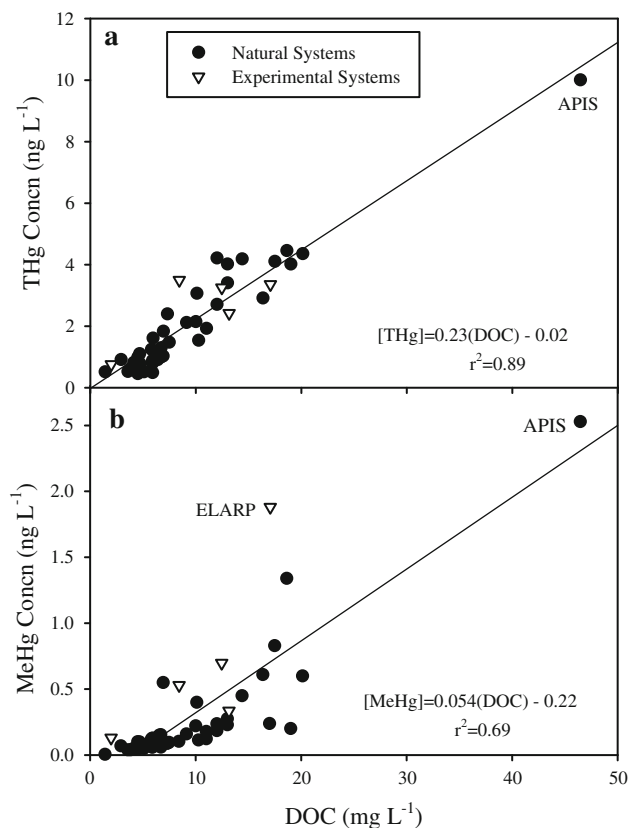 a
Natural Systems
Experimental Systems
APIS
12
10
8
6
4
2
0
THg Concn (ng L⁻¹)
[THg]=0.23(DOC) - 0.02
r²=0.89
b
APIS
ELARP
2.5
2.0
1.5
1.0
0.5
0.0
MeHg Concn (ng L⁻¹)
[MeHg]=0.054(DOC) - 0.22
r²=0.69
0 10 20 30 40 50
DOC (mg L⁻¹)